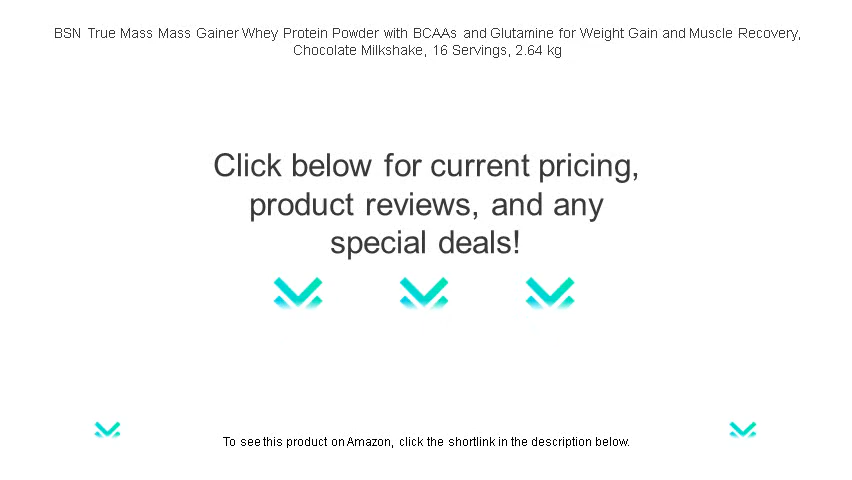 BSN True Mass Mass Gainer Whey Protein Powder with BCAAs and Glutamine for Weight Gain and Muscle Recovery,
Chocolate Milkshake, 16 Servings, 2.64 kg
Click below for current pricing,
product reviews, and any
special deals!
To see this product on Amazon, click the shortlink in the description below.